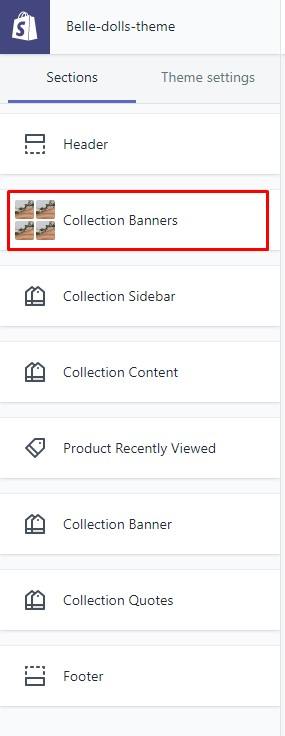 Belle-dolls-theme
Sections Theme settings
Header
Collection Banners
Collection Sidebar
Collection Content
Product Recently Viewed
Collection Banner
Collection Quotes
Footer